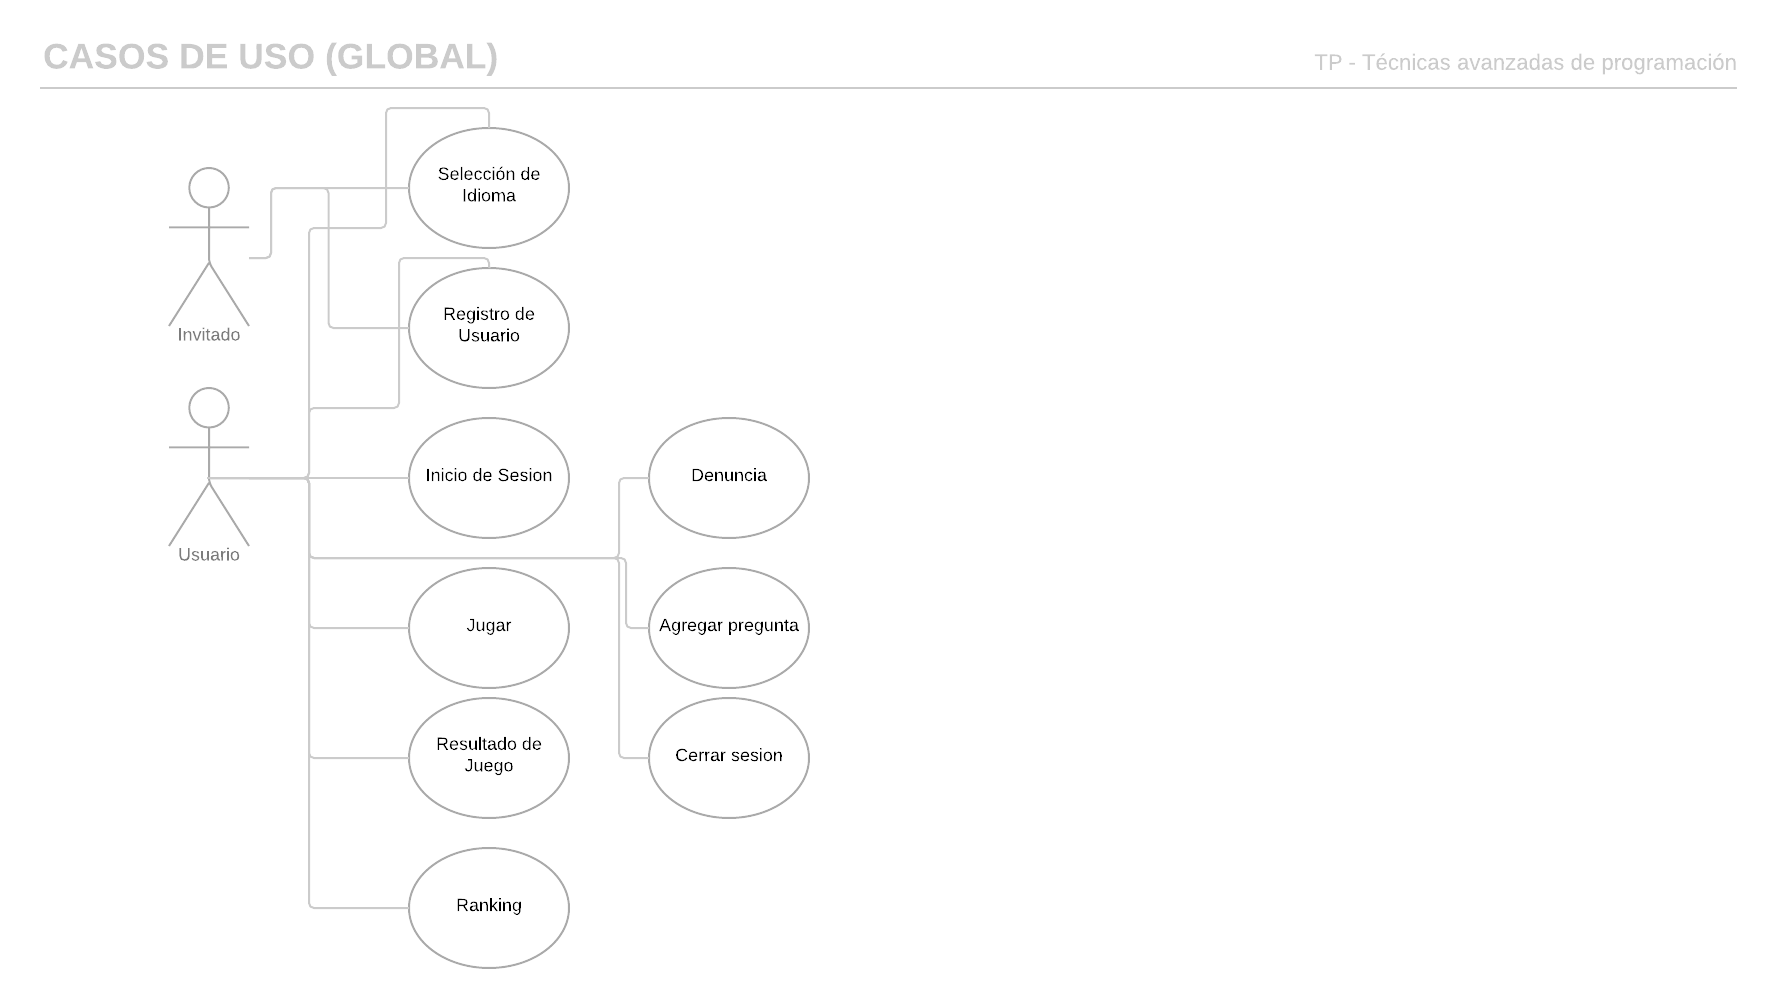 CASOS DE USO (GLOBAL)
TP - Técnicas avanzadas de programación
Selección de
Idioma
Invitado
Registro de
Usuario
Usuario
Inicio de Sesion
Denuncia
Jugar
Agregar pregunta
Resultado de
Juego
Cerrar sesion
Ranking